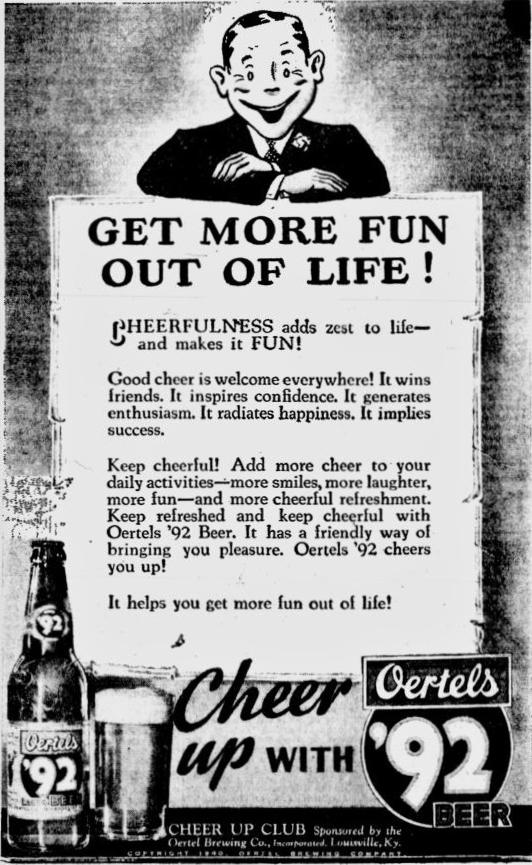 GET MORE FUN
OUT OF LIFE!
CHEERFULNESS adds zest to life—
and makes it FUN!
Good cheer is welcome everywhere! It wins
friends. It inspires confidence. It generates
enthusiasm. It radiates happiness. It implies
success.
Keep cheerful! Add more cheer to your
daily activities—more smiles, more laughter,
more fun—and more cheerful refreshment.
Keep refreshed and keep cheerful with
Oertels '92 Beer. It has a friendly way of
bringing you pleasure. Oertels '92 cheers
you up!
It helps you get more fun out of life!
'92
Oertels
'92
BEER
Cheer
up WITH
Oertels
'92
BEER
CHEER UP CLUB Sponsored by the
Oertel Brewing Co., Incorporated, Louisville, Ky.
COPYRIGHT 1940, OERTEL BREWING COMPANY